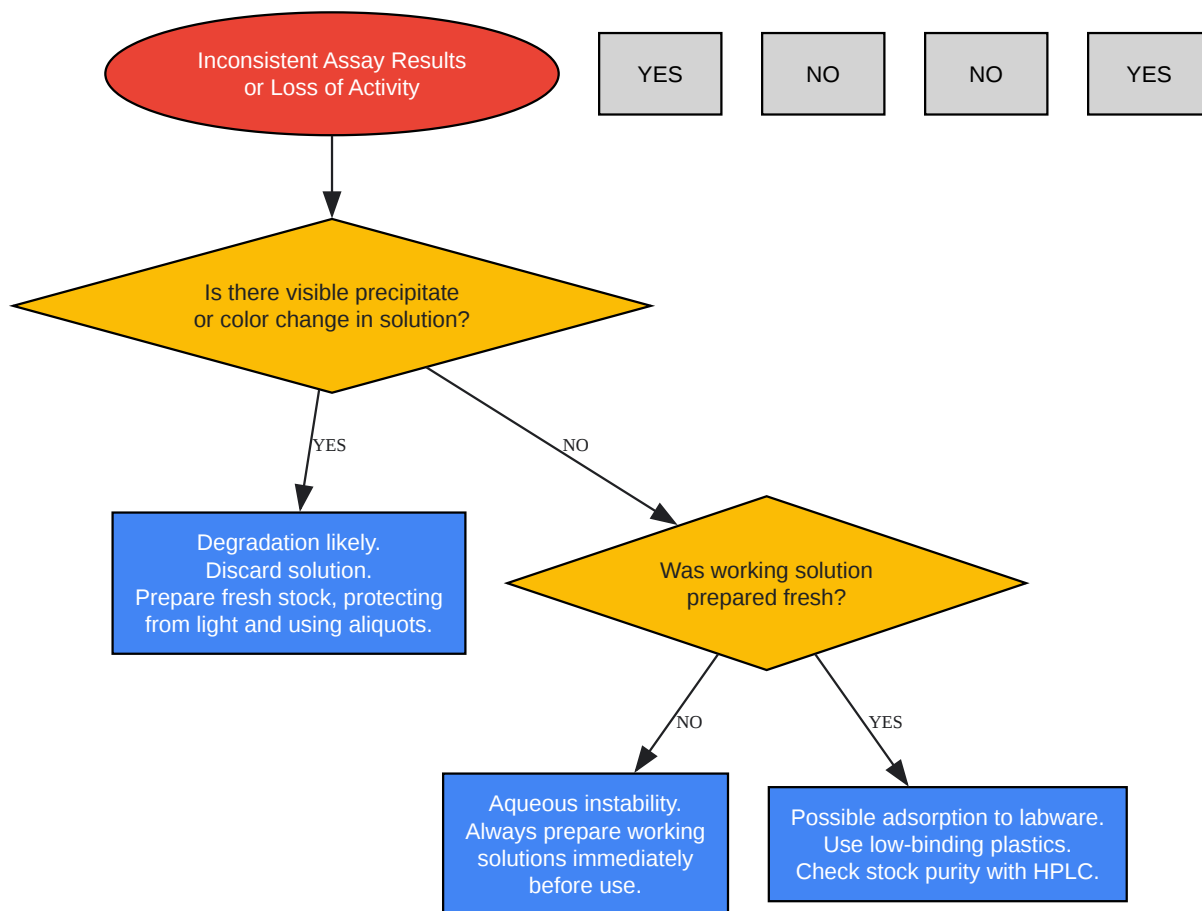 Inconsistent Assay Results
or Loss of Activity
YES
NO
NO
YES
Is there visible precipitate
or color change in solution?
YES
NO
Degradation likely.
Discard solution.
Prepare fresh stock, protecting
from light and using aliquots.
Was working solution
prepared fresh?
NO
YES
Aqueous instability.
Always prepare working
solutions immediately
before use.
Possible adsorption to labware.
Use low-binding plastics.
Check stock purity with HPLC.